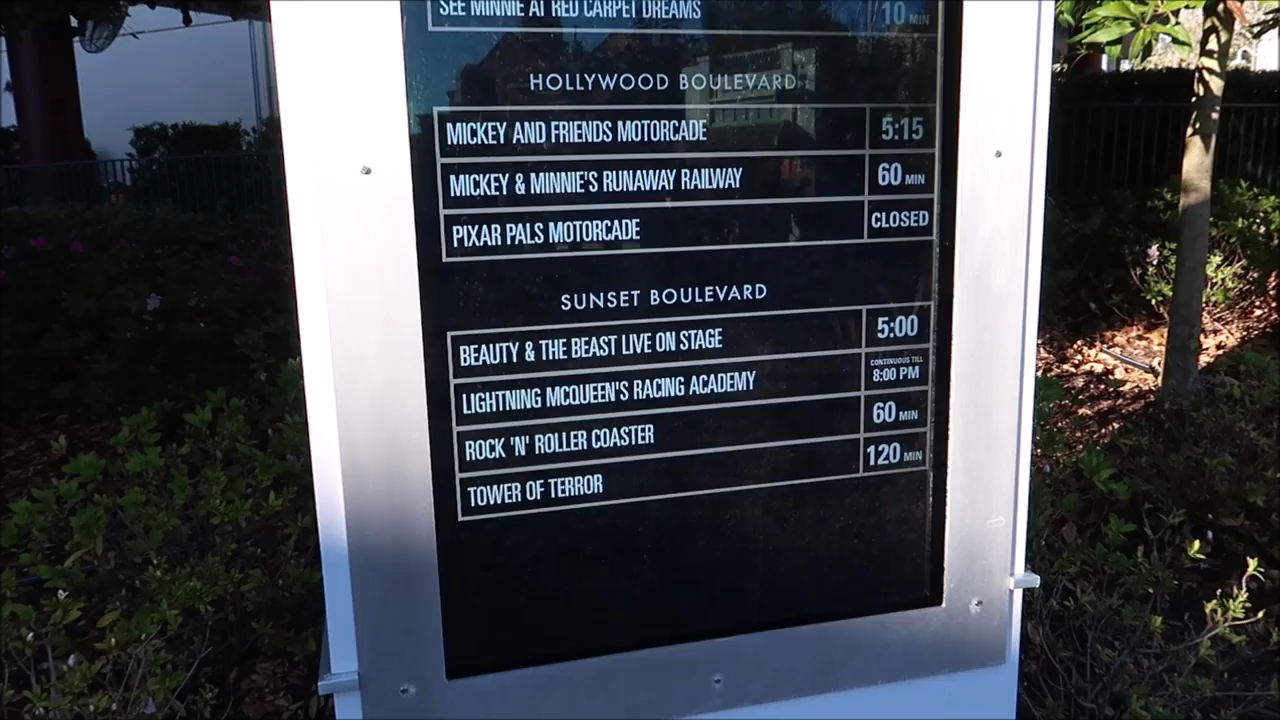 SEE MINNIE AT RED CARPET DREAMS 10 MIN
HOLLYWOOD BOULEVARD
MICKEY AND FRIENDS MOTORCADE 5:15
MICKEY & MINNIE'S RUNAWAY RAILWAY 60 MIN
PIXAR PALS MOTORCADE CLOSED
SUNSET BOULEVARD
BEAUTY & THE BEAST LIVE ON STAGE 5:00
LIGHTNING MCQUEEN'S RACING ACADEMY CONTINUOUS TILL 8:00 PM
ROCK 'N' ROLLER COASTER 60 MIN
TOWER OF TERROR 120 MIN